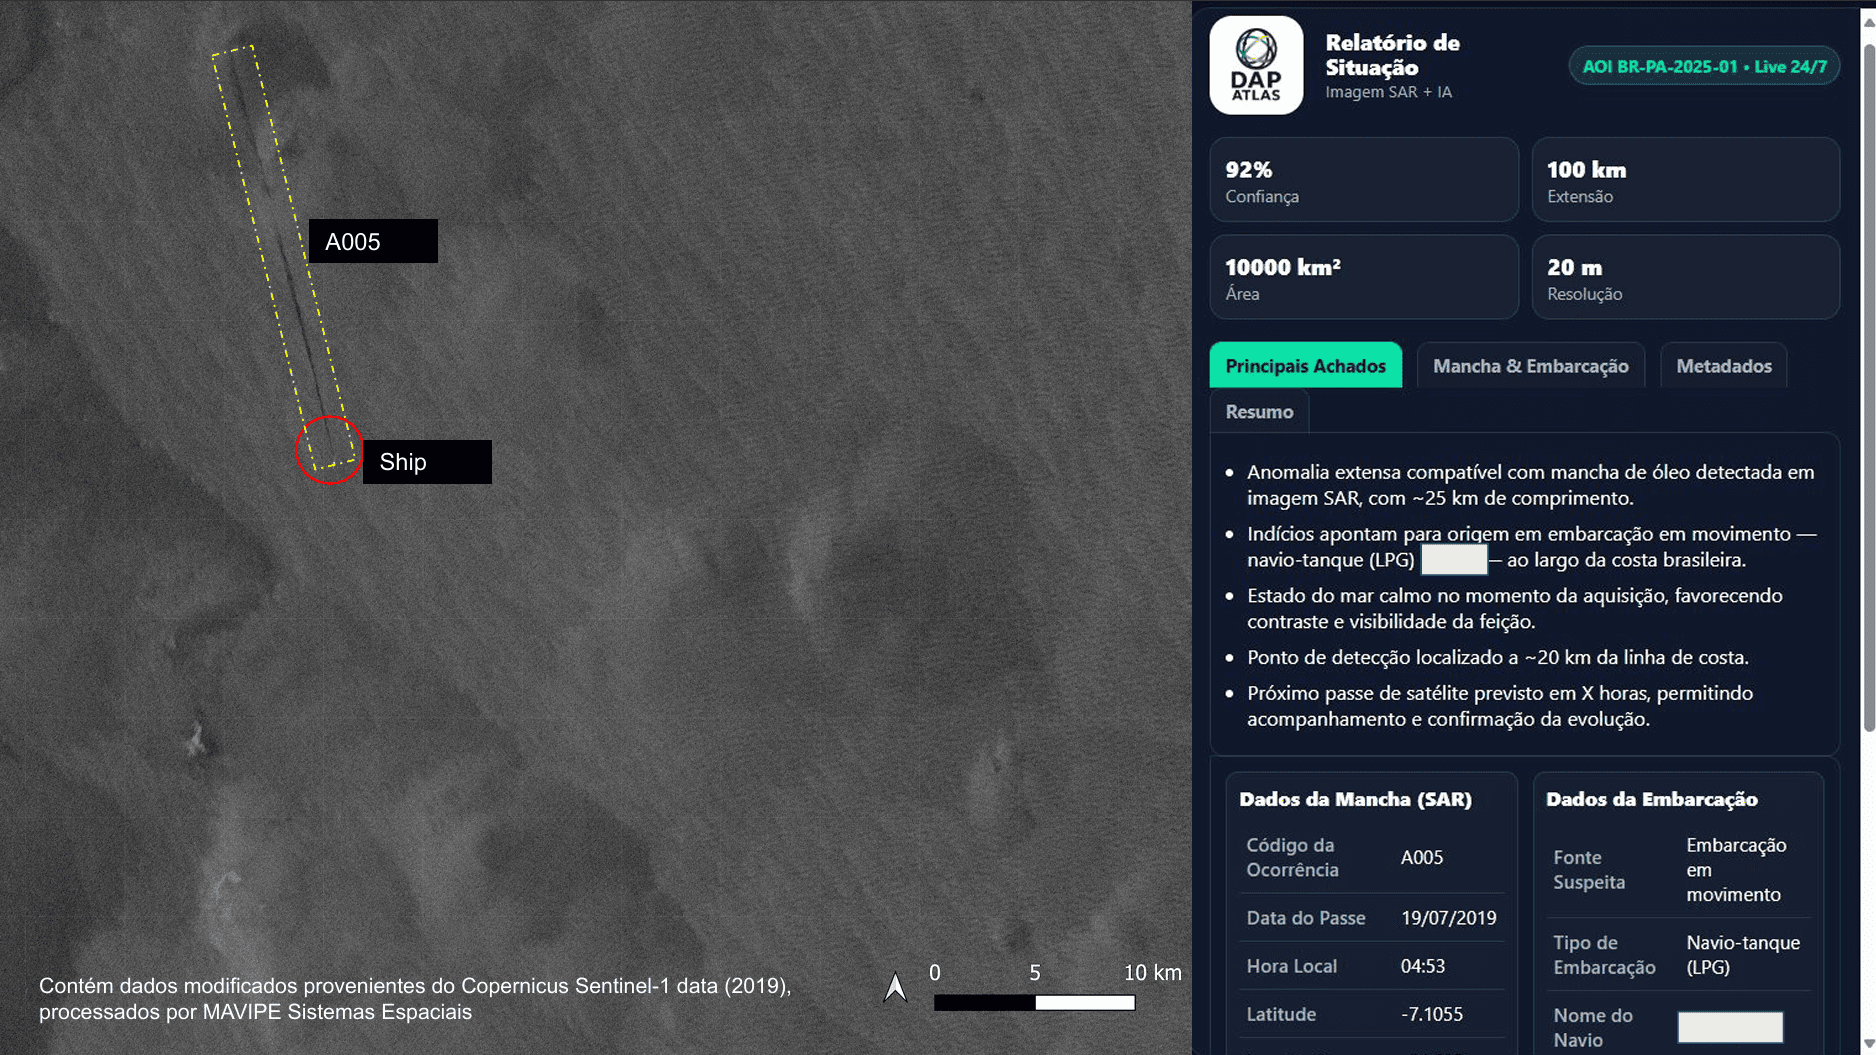 A005
Ship
Contém dados modificados provenientes do Copernicus Sentinel-1 data (2019),
processados por MAVIPE Sistemas Espaciais
0 5 10 km
DAP
ATLAS
Relatório de
Situação
Imagem SAR + IA
AOI BR-PA-2025-01 • Live 24/7
92%
Confiança
100 km
Extensão
10000 km²
Área
20 m
Resolução
Principais Achados
Mancha & Embarcação
Metadados
Resumo
• Anomalia extensa compatível com mancha de óleo detectada em
imagem SAR, com ~25 km de comprimento.
• Indícios apontam para origem em embarcação em movimento —
navio-tanque (LPG) – ao largo da costa brasileira.
• Estado do mar calmo no momento da aquisição, favorecendo
contraste e visibilidade da feição.
• Ponto de detecção localizado a ~20 km da linha de costa.
• Próximo passe de satélite previsto em X horas, permitindo
acompanhamento e confirmação da evolução.
Dados da Mancha (SAR)
Código da
Ocorrência
A005
Data do Passe 19/07/2019
Hora Local 04:53
Latitude -7.1055
Dados da Embarcação
Fonte
Suspeita
Embarcação
em
movimento
Tipo de
Embarcação
Navio-tanque
(LPG)
Nome do
Navio